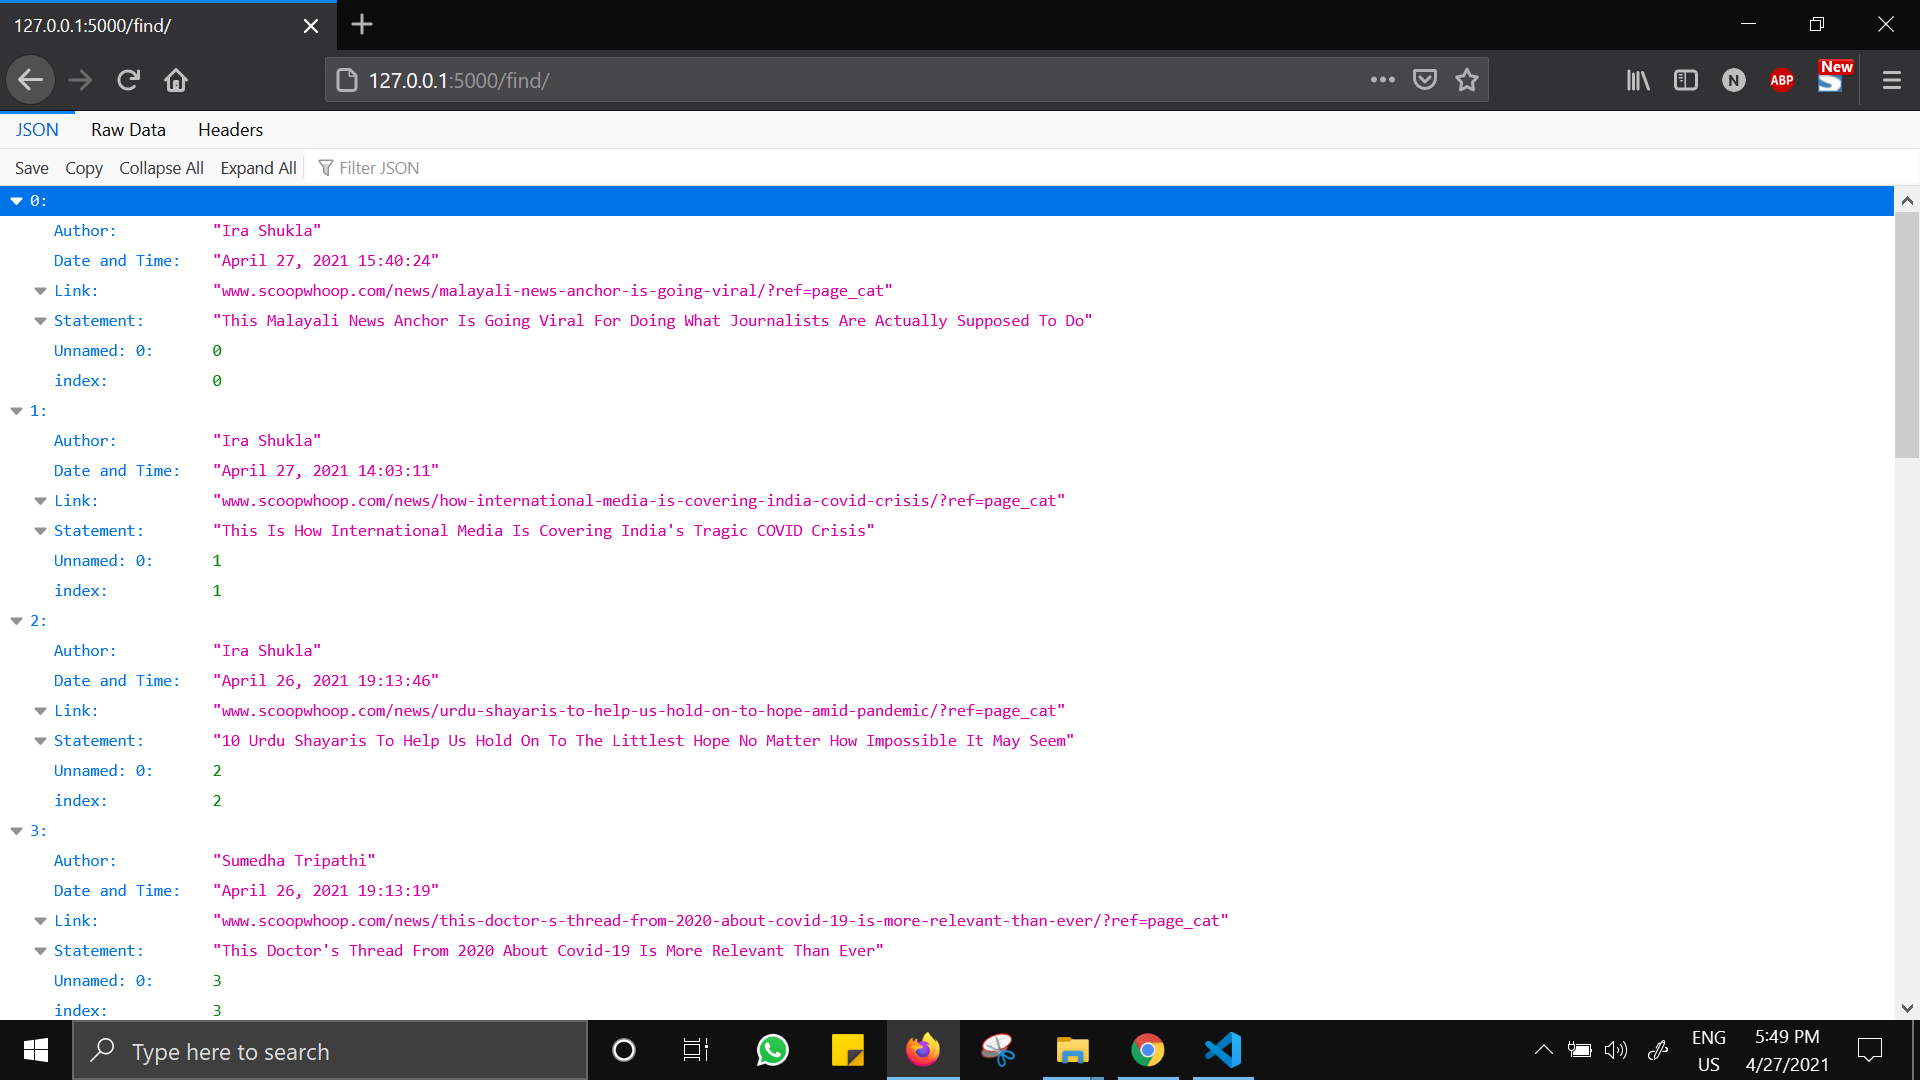 127.0.0.1:5000/find/
127.0.0.1:5000/find/
N
ABP
New
S
JSON Raw Data Headers
Save Copy Collapse All Expand All Filter JSON
0:
Author: "Ira Shukla"
Date and Time: "April 27, 2021 15:40:24"
Link: "www.scoopwhoop.com/news/malayali-news-anchor-is-going-viral/?ref=page_cat"
Statement: "This Malayali News Anchor Is Going Viral For Doing What Journalists Are Actually Supposed To Do"
Unnamed: 0: 0
index: 0
1:
Author: "Ira Shukla"
Date and Time: "April 27, 2021 14:03:11"
Link: "www.scoopwhoop.com/news/how-international-media-is-covering-india-covid-crisis/?ref=page_cat"
Statement: "This Is How International Media Is Covering India's Tragic COVID Crisis"
Unnamed: 0: 1
index: 1
2:
Author: "Ira Shukla"
Date and Time: "April 26, 2021 19:13:46"
Link: "www.scoopwhoop.com/news/urdu-shayaris-to-help-us-hold-on-to-hope-amid-pandemic/?ref=page_cat"
Statement: "10 Urdu Shayaris To Help Us Hold On To The Littlest Hope No Matter How Impossible It May Seem"
Unnamed: 0: 2
index: 2
3:
Author: "Sumedha Tripathi"
Date and Time: "April 26, 2021 19:13:19"
Link: "www.scoopwhoop.com/news/this-doctor-s-thread-from-2020-about-covid-19-is-more-relevant-than-ever/?ref=page_cat"
Statement: "This Doctor's Thread From 2020 About Covid-19 Is More Relevant Than Ever"
Unnamed: 0: 3
index: 3
Type here to search
ENG
US
5:49 PM
4/27/2021